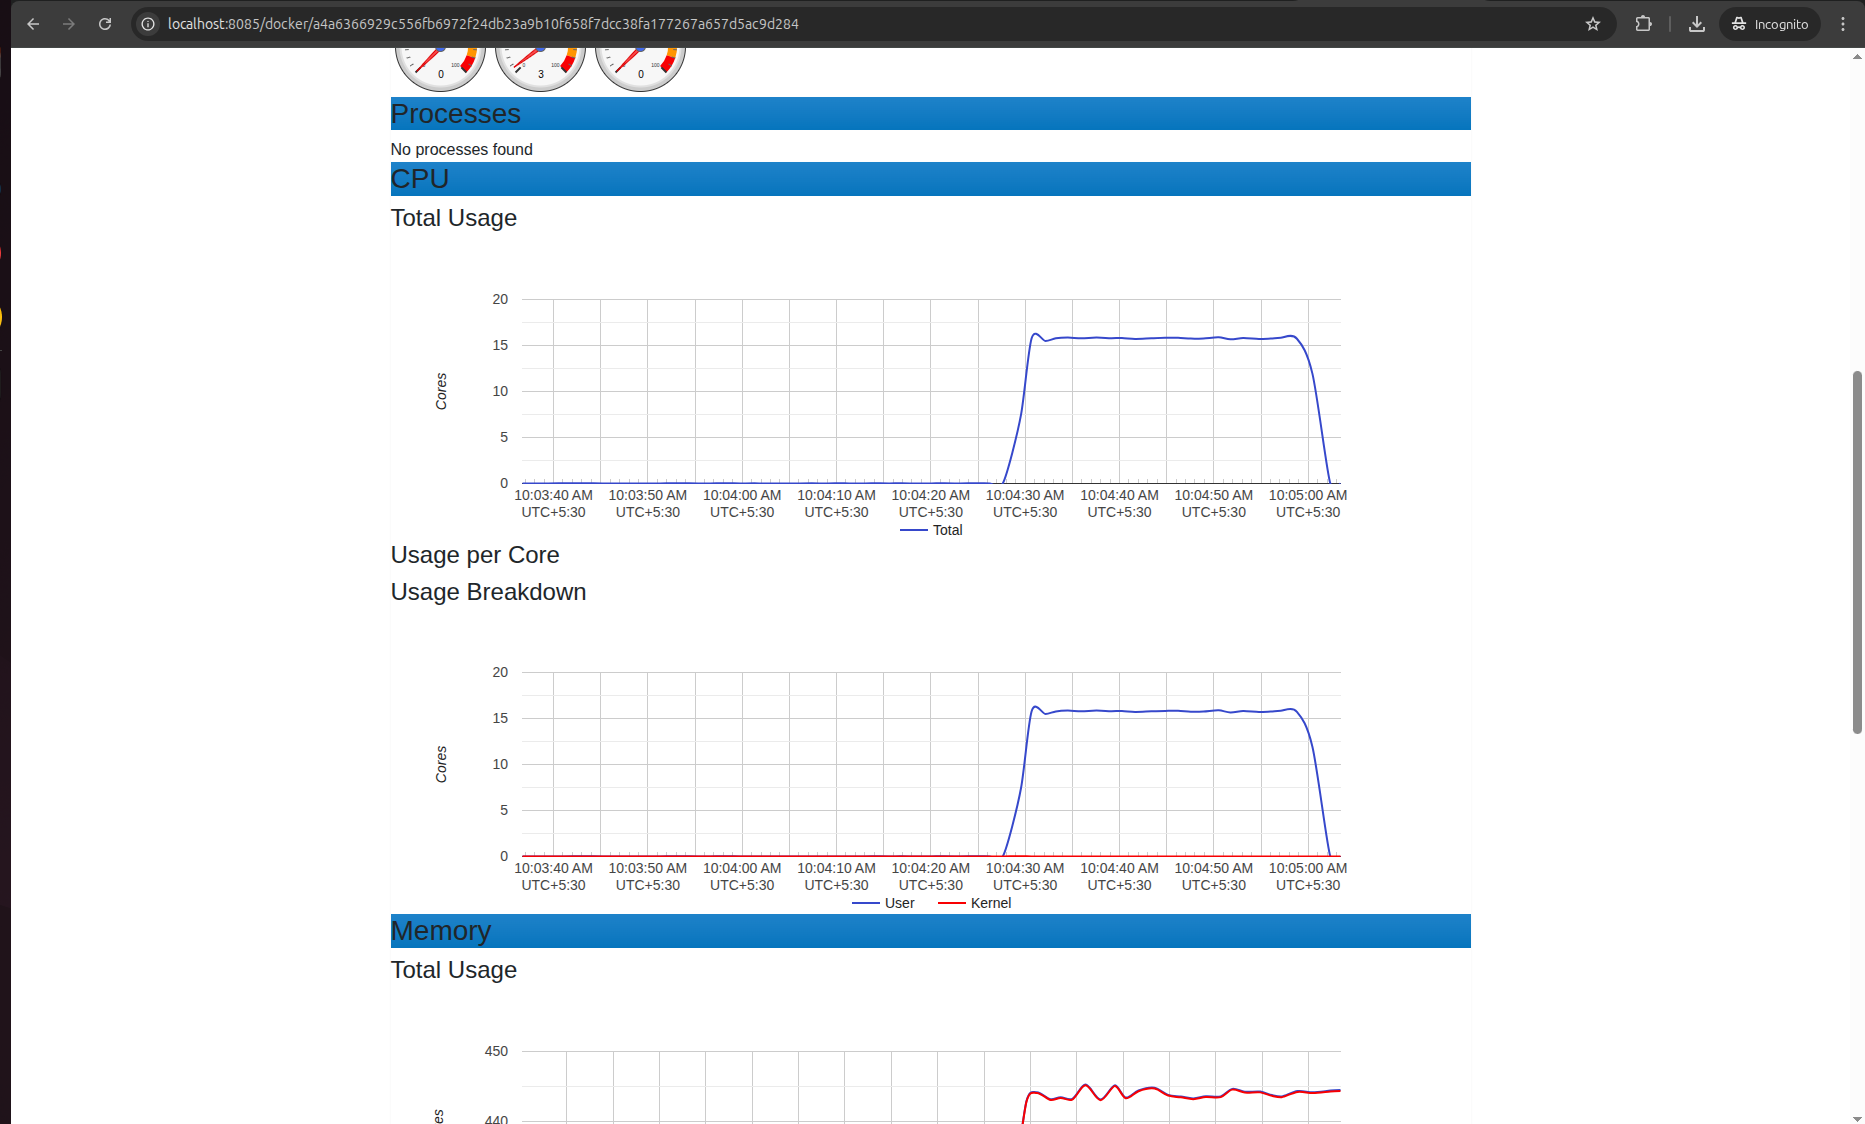 localhost:8085/docker/a4a6366929c556fb6972f24db23a9b10f658f7dcc38fa177267a657d5ac9d284
Incognito
0 100 0 100 0 100
0 3 0
Processes
No processes found
CPU
Total Usage
20
15
10
5
0
Cores
10:03:40 AM 10:03:50 AM 10:04:00 AM 10:04:10 AM 10:04:20 AM 10:04:30 AM 10:04:40 AM 10:04:50 AM 10:05:00 AM
UTC+5:30 UTC+5:30 UTC+5:30 UTC+5:30 UTC+5:30 UTC+5:30 UTC+5:30 UTC+5:30 UTC+5:30
Total
Usage per Core
Usage Breakdown
20
15
10
5
0
Cores
10:03:40 AM 10:03:50 AM 10:04:00 AM 10:04:10 AM 10:04:20 AM 10:04:30 AM 10:04:40 AM 10:04:50 AM 10:05:00 AM
UTC+5:30 UTC+5:30 UTC+5:30 UTC+5:30 UTC+5:30 UTC+5:30 UTC+5:30 UTC+5:30 UTC+5:30
User Kernel
Memory
Total Usage
450
440